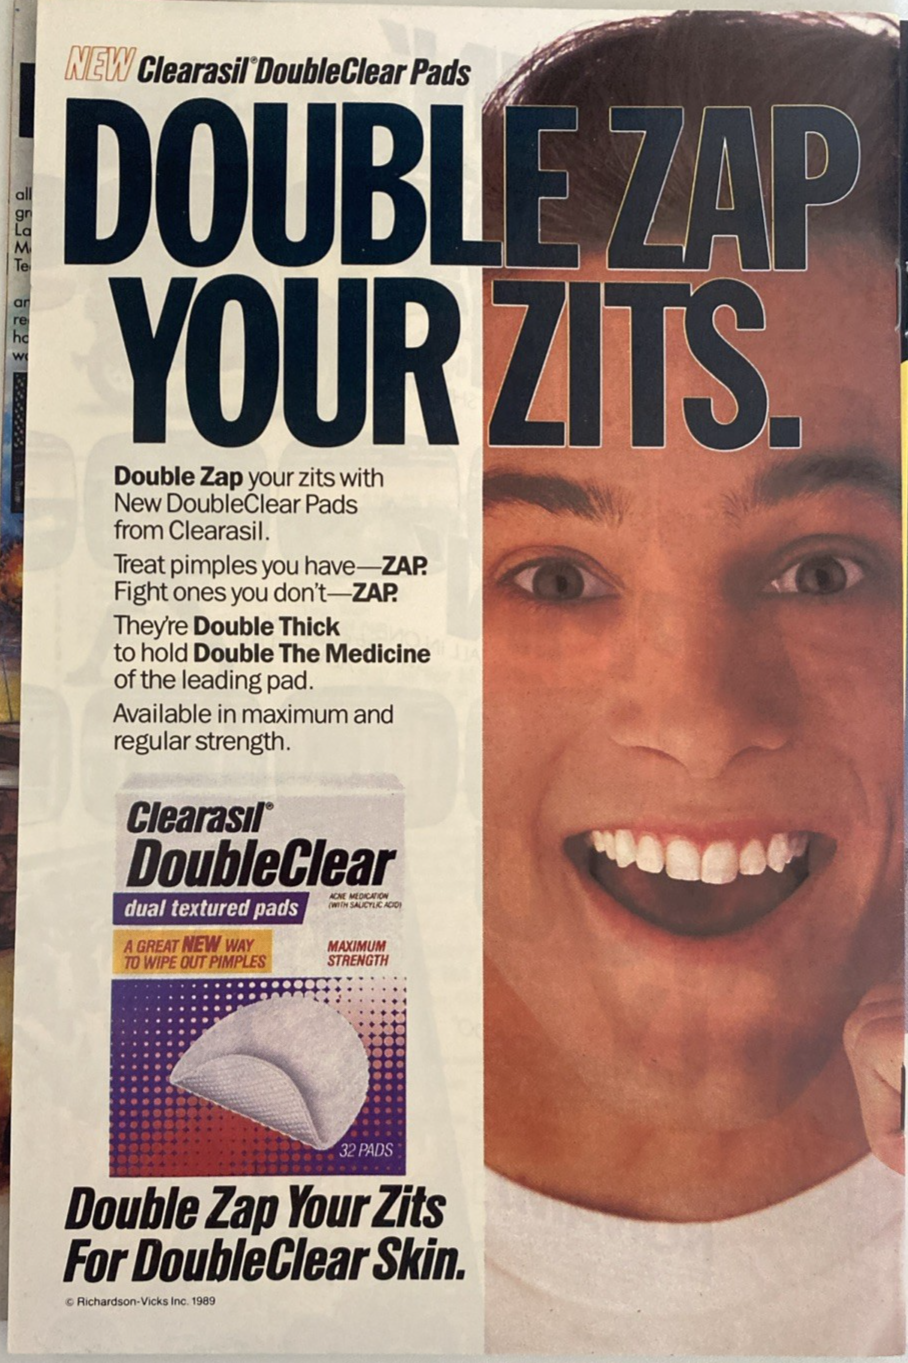 NEW Clearasil® DoubleClear Pads
DOUBLE ZAP
YOUR ZITS.
Double Zap your zits with
New DoubleClear Pads
from Clearasil.
Treat pimples you have—ZAP.
Fight ones you don't—ZAP.
They're Double Thick
to hold Double The Medicine
of the leading pad.
Available in maximum and
regular strength.
Clearasil®
DoubleClear
dual textured pads
ACNE MEDICATION
(WITH SALICYLIC ACID)
A GREAT NEW WAY
TO WIPE OUT PIMPLES
MAXIMUM
STRENGTH
32 PADS
Double Zap Your Zits
For DoubleClear Skin.
© Richardson-Vicks Inc. 1989